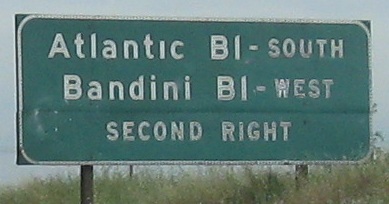 Atlantic Bl - SOUTH
Bandini Bl - WEST
SECOND RIGHT